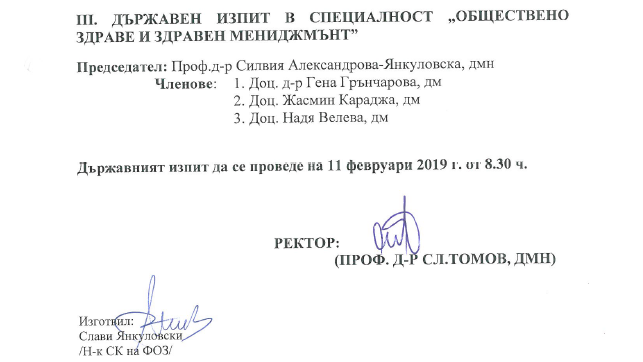 III. ДЪРЖАВЕН ИЗПИТ В СПЕЦИАЛНОСТ „ОБЩЕСТВЕНО
ЗДРАВЕ И ЗДРАВЕН МЕНИДЖМЪНТ”
Председател: Проф.д-р Силвия Александрова-Янкуловска, дмн
Членове: 1. Доц. д-р Гена Грънчарова, дм
2. Доц. Жасмин Караджа, дм
3. Доц. Надя Велева, дм
Държавният изпит да се проведе на 11 февруари 2019 г. от 8.30 ч.
РЕКТОР:
(ПРОФ. Д-Р СЛ.ТОМОВ, ДМН)
Изготвил:
Слави Янкуловски
/Н-к СК на ФОЗ/